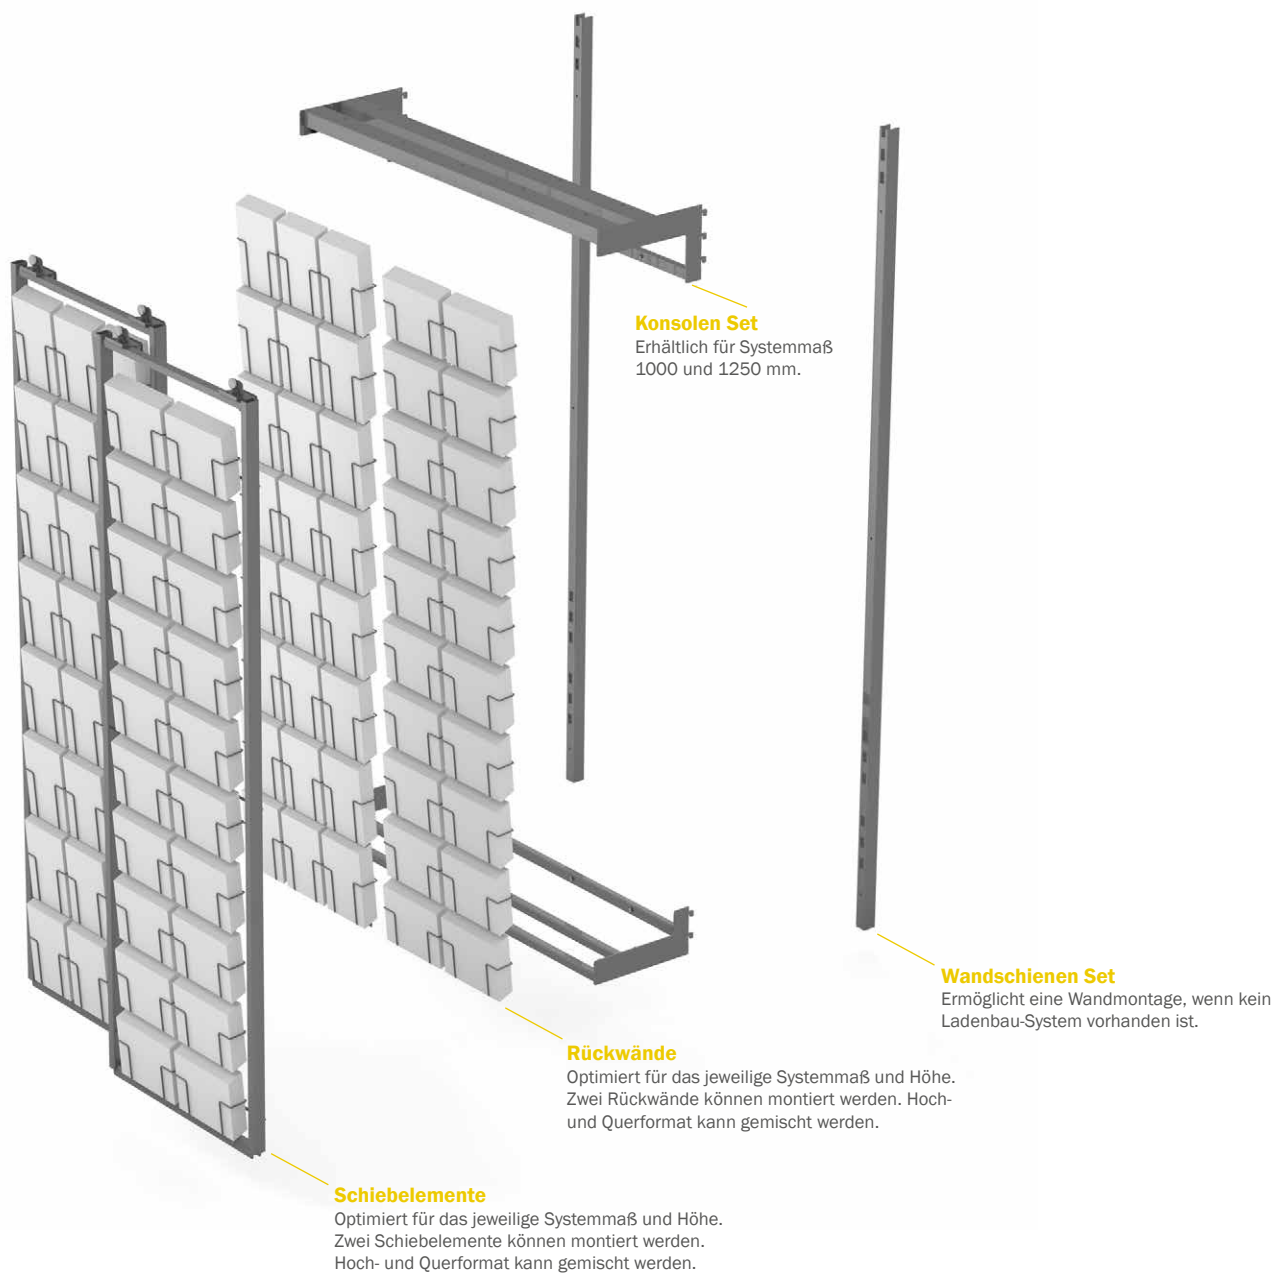 Konsolen Set
Erhältlich für Systemmaß
1000 und 1250 mm.
Wandschienen Set
Ermöglicht eine Wandmontage, wenn kein
Ladenbau-System vorhanden ist.
Rückwände
Optimiert für das jeweilige Systemmaß und Höhe.
Zwei Rückwände können montiert werden. Hoch-
und Querformat kann gemischt werden.
Schiebelemente
Optimiert für das jeweilige Systemmaß und Höhe.
Zwei Schiebelemente können montiert werden.
Hoch- und Querformat kann gemischt werden.